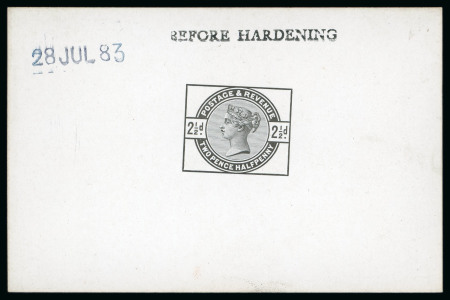 BEFORE HARDENING
28 JUL 83
POSTAGE & REVENUE
2½d. 2½d.
TWO PENCE HALFPENNY